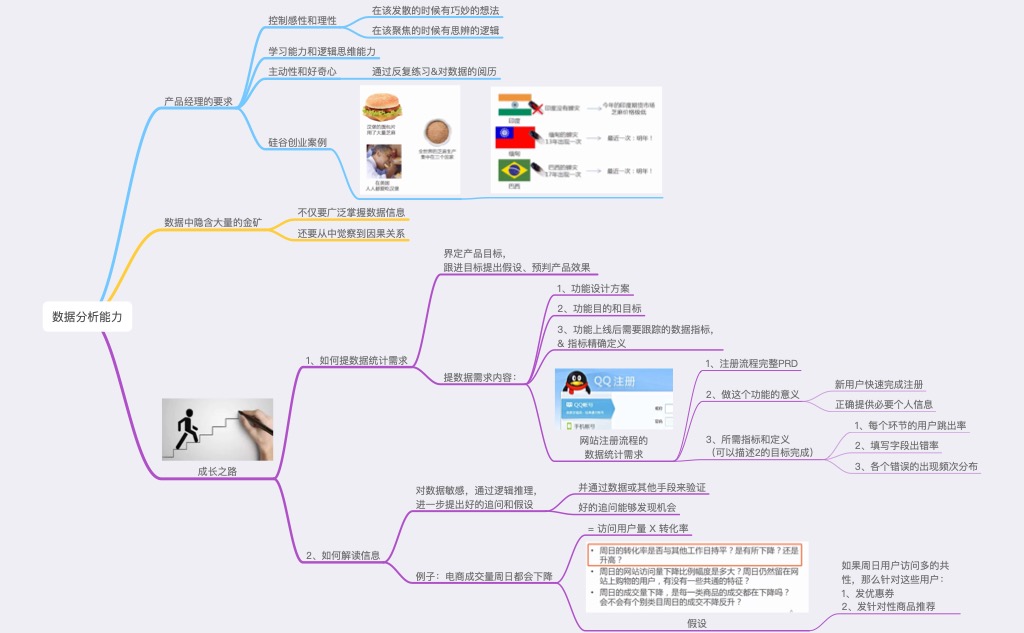 控制感性和理性
在该发散的时候有巧妙的想法
在该聚焦的时候有思辨的逻辑
学习能力和逻辑思维能力
主动性和好奇心
通过反复练习&对数据的阅历
产品经理的要求
硅谷创业案例
汉堡的面包片
用了大量芝麻
全世界的芝麻生产
集中在三个国家
在美国
人人都要吃汉堡
印度没有蝗灾
今年的印度期货市场
芝麻价格极低
印度
缅甸的蝗灾
13年出现一次
最近一次：明年！
缅甸
巴西的蝗灾
17年出现一次
最近一次：明年！
巴西
数据中隐含大量的金矿
不仅要广泛掌握数据信息
还要从中觉察到因果关系
数据分析能力
成长之路
1、如何提数据统计需求
界定产品目标，
跟进目标提出假设、预判产品效果
提数据需求内容：
1、功能设计方案
2、功能目的和目标
3、功能上线后需要跟踪的数据指标，
& 指标精确定义
QQ 注册
QQ帐号
手机帐号
昵称
密码
网站注册流程的
数据统计需求
1、注册流程完整PRD
2、做这个功能的意义
新用户快速完成注册
正确提供必要个人信息
3、所需指标和定义
（可以描述2的目标完成）
1、每个环节的用户跳出率
2、填写字段出错率
3、各个错误的出现频次分布
2、如何解读信息
对数据敏感，通过逻辑推理，
进一步提出好的追问和假设
并通过数据或其他手段来验证
好的追问能够发现机会
例子：电商成交量周日都会下降
= 访问用户量 X 转化率
• 周日的转化率是否与其他工作日持平？是有所下降？还是
升高？
• 周日的网站访问量下降比例幅度是多大？周日仍然留在网
站上购物的用户，有没有一些共通的特征？
• 周日的成交量下降，是每一类商品的成交都在下降吗？
会不会有个别类目周日的成交不降反升？
假设
如果周日用户访问多的共
性，那么针对这些用户：
1、发优惠券
2、发针对性商品推荐